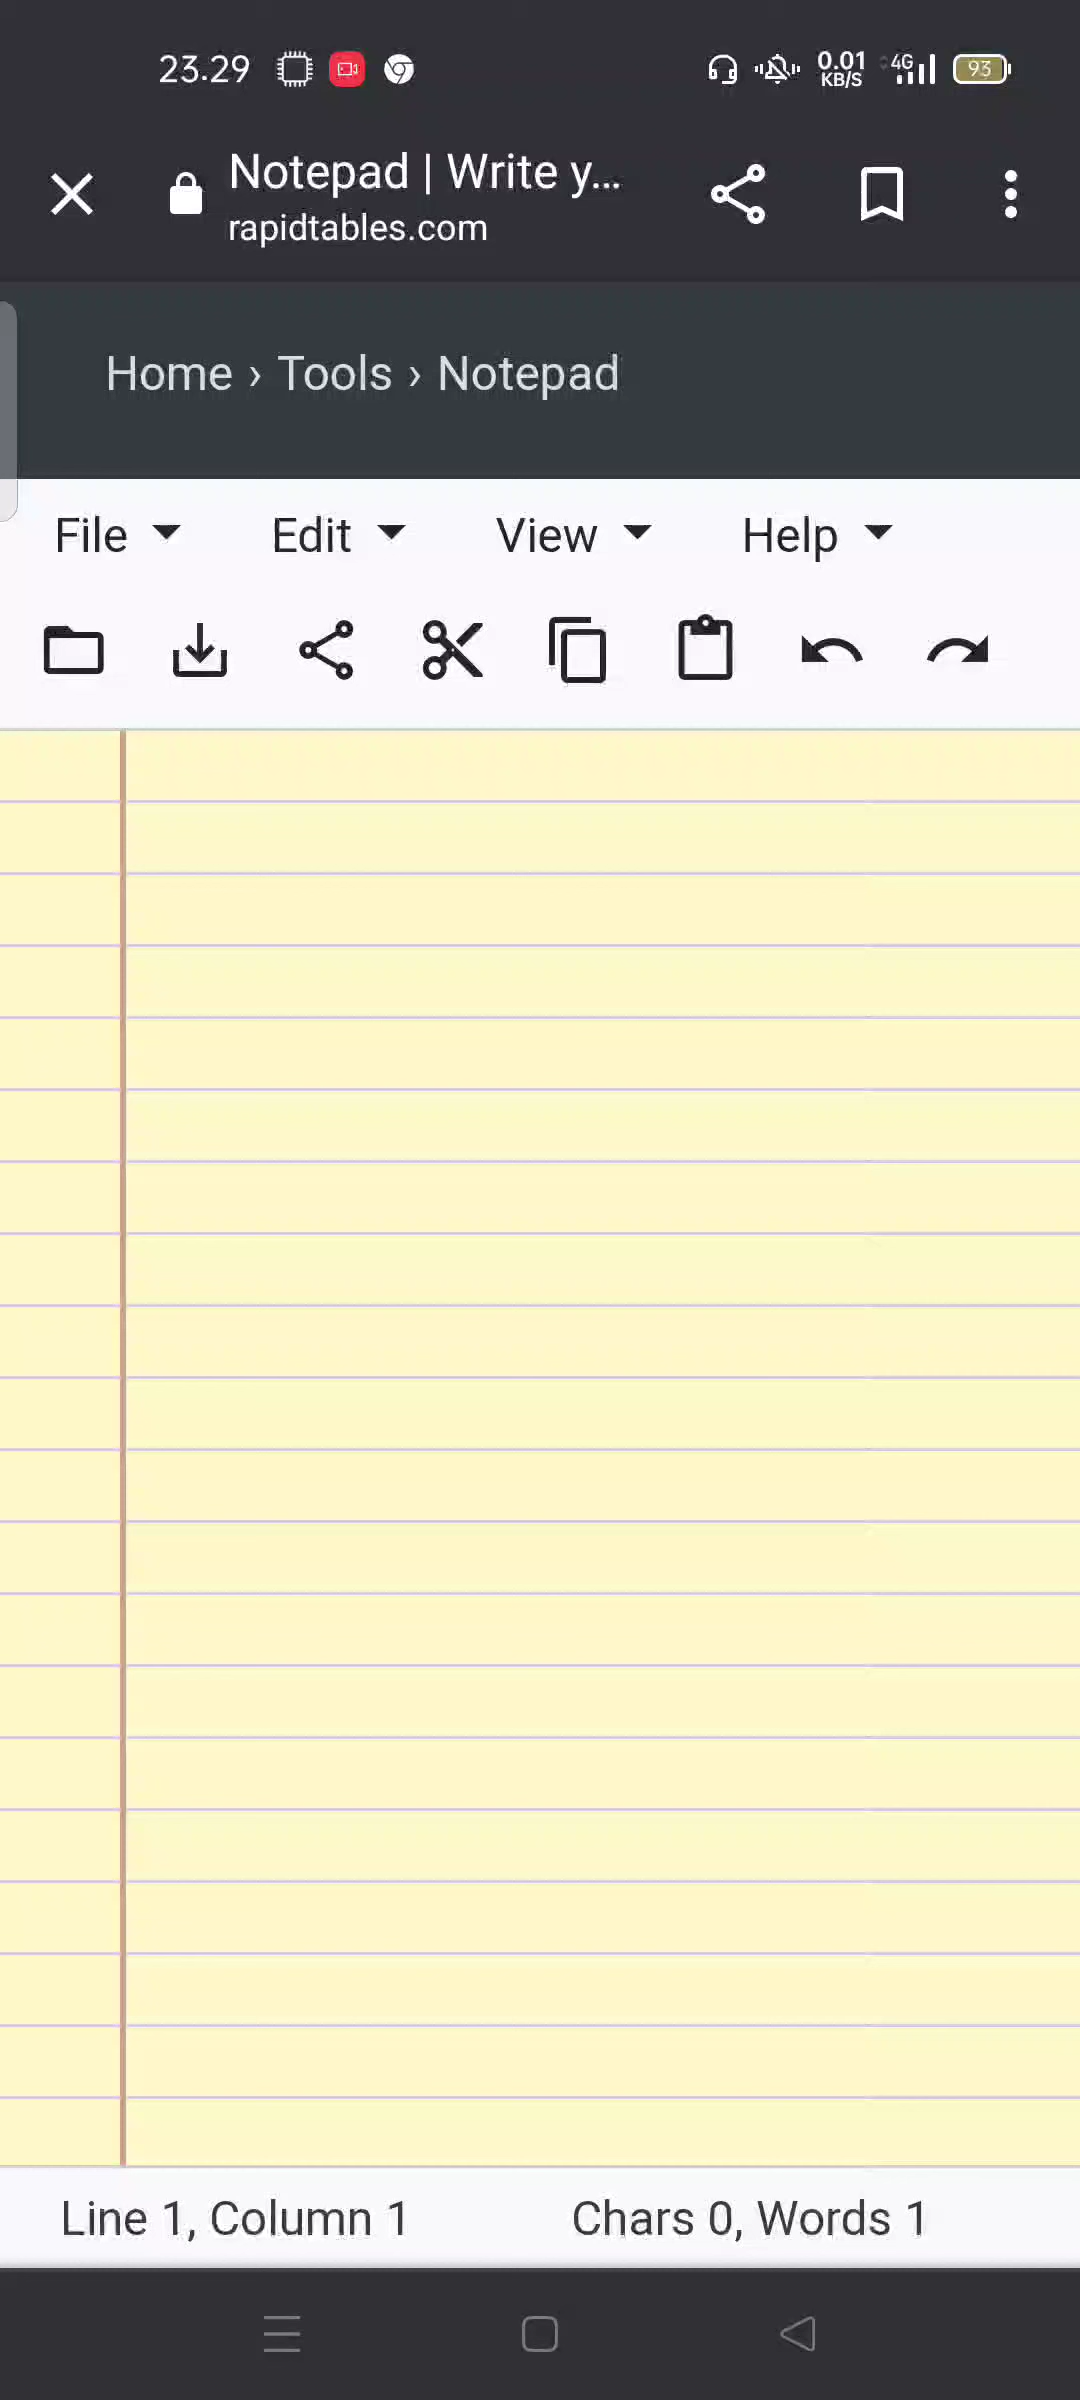 23.29 0.01 KB/S 4G 93
Notepad | Write y...
rapidtables.com
Home › Tools › Notepad
File Edit View Help
Line 1, Column 1 Chars 0, Words 1